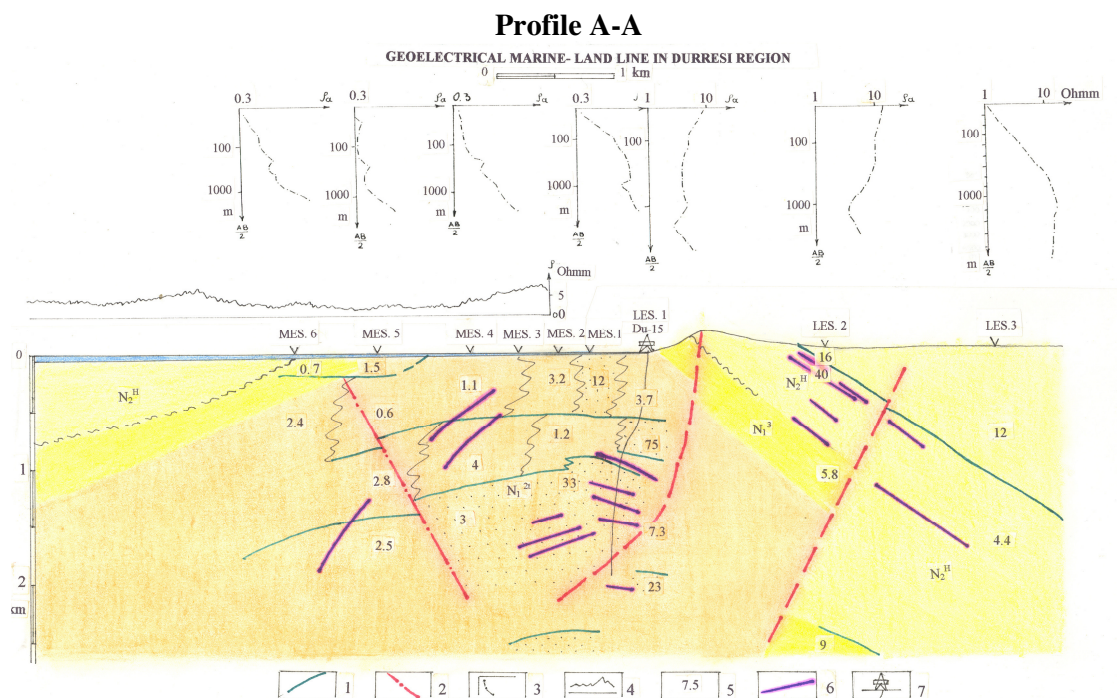 Profile A-A
GEOELECTRICAL MARINE- LAND LINE IN DURRESI REGION
0 1 km
0.3 ρa 0.3 ρa 0.3 ρa 0.3 ρ 1 10 1 10 ρa 1 10 Ohmm
100 100 100 100 100 100 100
1000 1000 1000 1000 1000 1000
m m m m m m
AB/2 AB/2 AB/2 AB/2 AB/2 AB/2 AB/2
ρ Ohmm
5
0
MES. 6 MES. 5 MES. 4 MES. 3 MES. 2 MES.1 LES. 1 LES. 2 LES.3
Du-15
0
0.7 1.5 1.1 3.2 12 16
N₂ᴴ 2.4 0.6 3.7 N₂ᴴ 40
N₁³ 12
1.2 75
1 2.8 4 33 5.8
N₁²ᵗ
3 7.3
2.5 4.4
2 23 N₂ᴴ
km
9
1 2 3 4 7.5 5 6 7